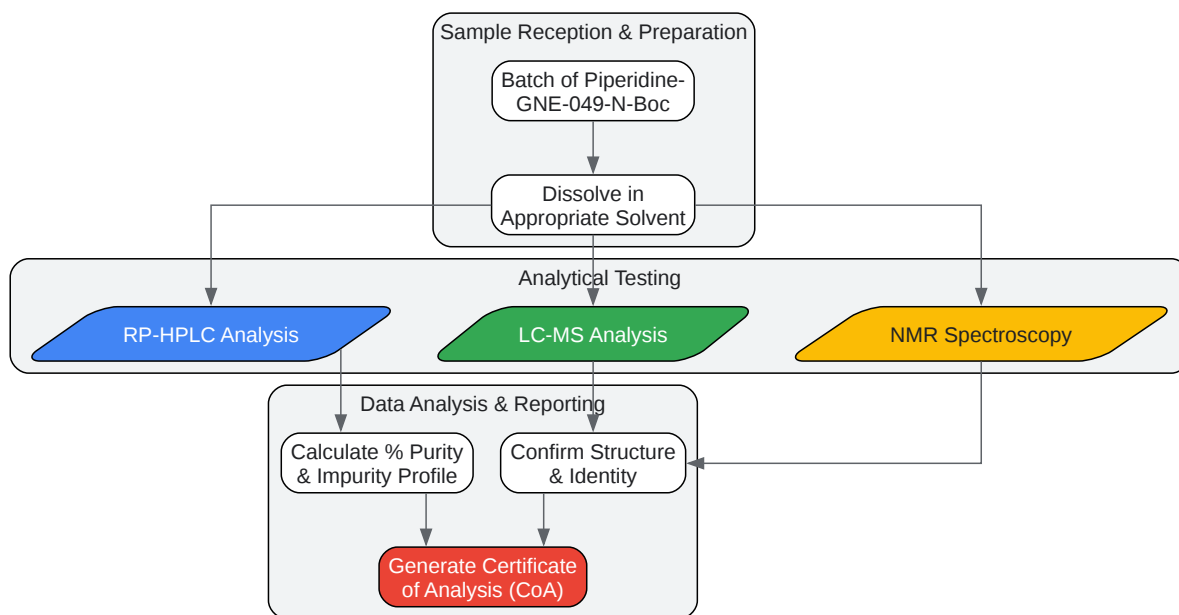 Sample Reception & Preparation
Batch of Piperidine-
GNE-049-N-Boc
Dissolve in
Appropriate Solvent
Analytical Testing
RP-HPLC Analysis
LC-MS Analysis
NMR Spectroscopy
Data Analysis & Reporting
Calculate % Purity
& Impurity Profile
Confirm Structure
& Identity
Generate Certificate
of Analysis (CoA)